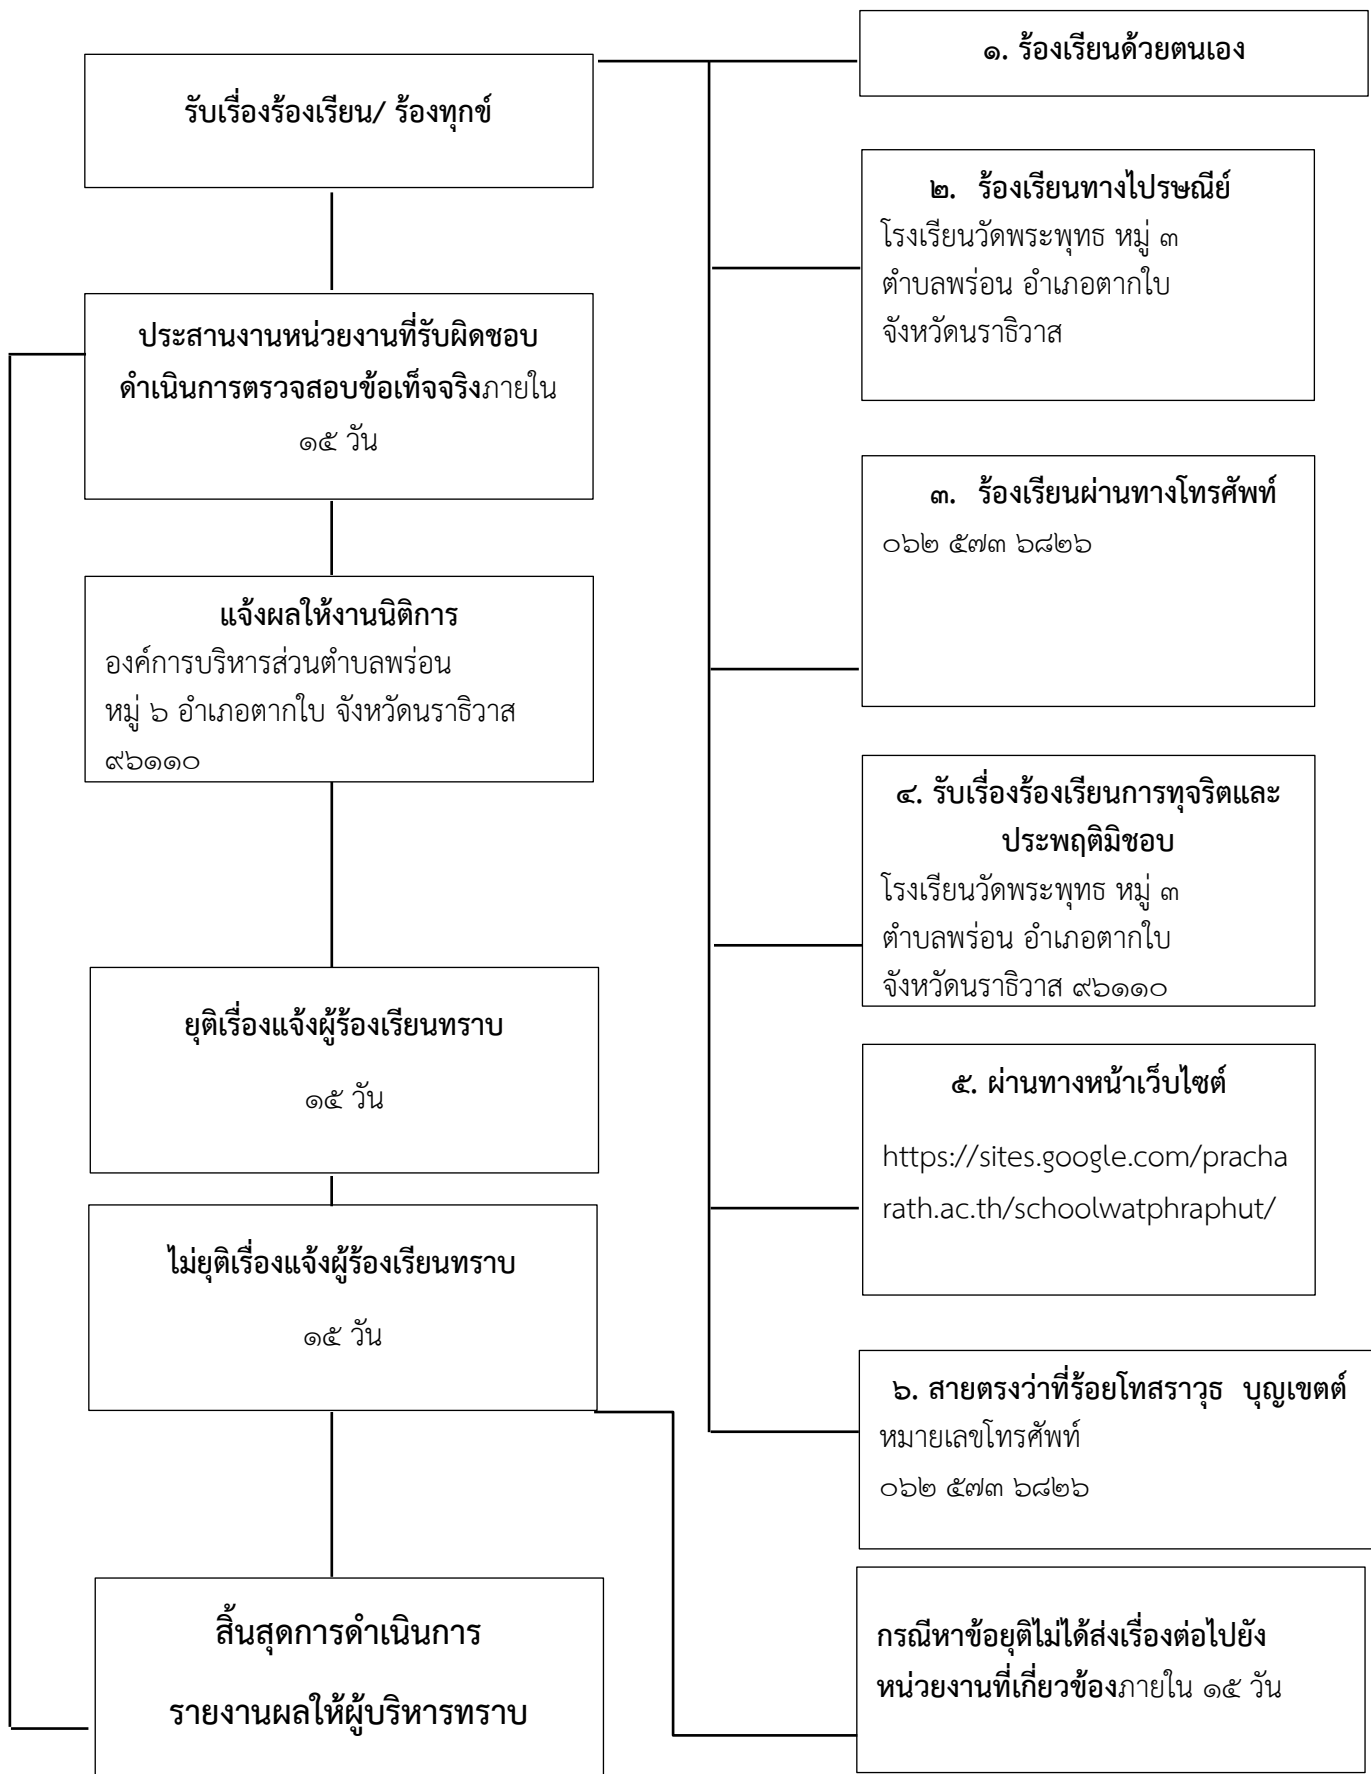 รับเรื่องร้องเรียน/ ร้องทุกข์
ประสานงานหน่วยงานที่รับผิดชอบ
ดำเนินการตรวจสอบข้อเท็จจริงภายใน
๑๕ วัน
แจ้งผลให้งานนิติการ
องค์การบริหารส่วนตำบลพร่อน
หมู่ ๖ อำเภอตากใบ จังหวัดนราธิวาส
๙๖๑๑๐
ยุติเรื่องแจ้งผู้ร้องเรียนทราบ
๑๕ วัน
ไม่ยุติเรื่องแจ้งผู้ร้องเรียนทราบ
๑๕ วัน
สิ้นสุดการดำเนินการ
รายงานผลให้ผู้บริหารทราบ
๑. ร้องเรียนด้วยตนเอง
๒. ร้องเรียนทางไปรษณีย์
โรงเรียนวัดพระพุทธ หมู่ ๓
ตำบลพร่อน อำเภอตากใบ
จังหวัดนราธิวาส
๓. ร้องเรียนผ่านทางโทรศัพท์
๐๖๒ ๕๗๓ ๖๘๒๖
๔. รับเรื่องร้องเรียนการทุจริตและ
ประพฤติมิชอบ
โรงเรียนวัดพระพุทธ หมู่ ๓
ตำบลพร่อน อำเภอตากใบ
จังหวัดนราธิวาส ๙๖๑๑๐
๕. ผ่านทางหน้าเว็บไซต์
https://sites.google.com/pracha
rath.ac.th/schoolwatphraphut/
๖. สายตรงว่าที่ร้อยโทสราวุธ บุญเขตต์
หมายเลขโทรศัพท์
๐๖๒ ๕๗๓ ๖๘๒๖
กรณีหาข้อยุติไม่ได้ส่งเรื่องต่อไปยัง
หน่วยงานที่เกี่ยวข้องภายใน ๑๕ วัน